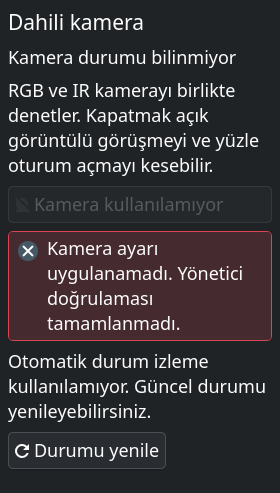 Dahili kamera
Kamera durumu bilinmiyor
RGB ve IR kamerayı birlikte
denetler. Kapatmak açık
görüntülü görüşmeyi ve yüzle
oturum açmayı kesebilir.
Kamera kullanılamıyor
Kamera ayarı
uygulanamadı. Yönetici
doğrulaması
tamamlanmadı.
Otomatik durum izleme
kullanılamıyor. Güncel durumu
yenileyebilirsiniz.
Durumu yenile